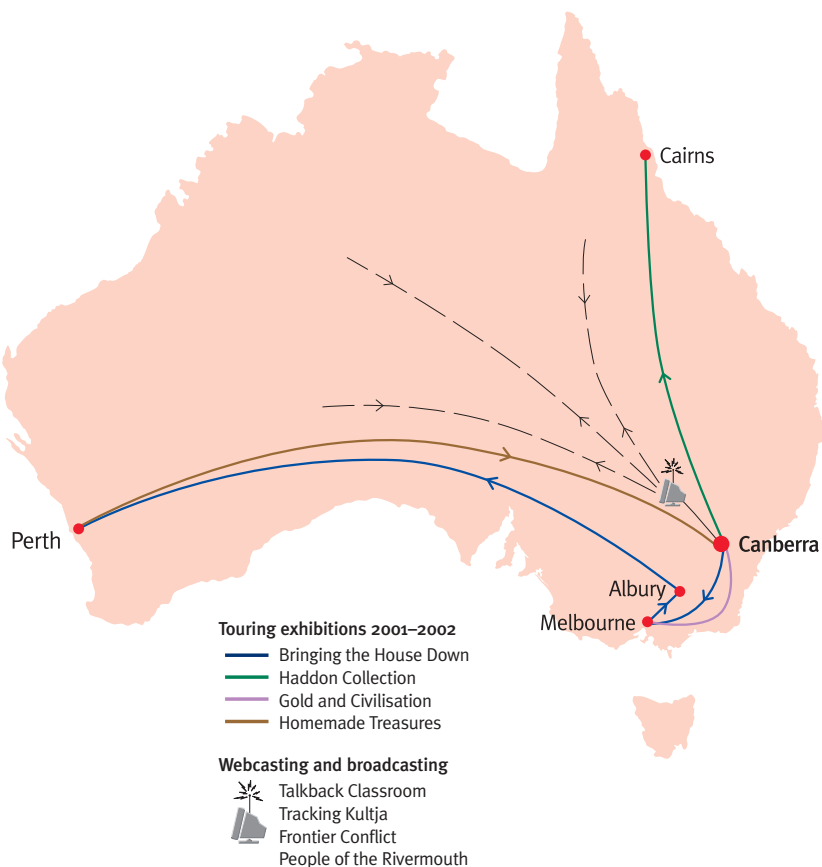 Cairns
Perth
Canberra
Albury
Melbourne
Touring exhibitions 2001–2002
Bringing the House Down
Haddon Collection
Gold and Civilisation
Homemade Treasures
Webcasting and broadcasting
Talkback Classroom
Tracking Kultja
Frontier Conflict
People of the Rivermouth